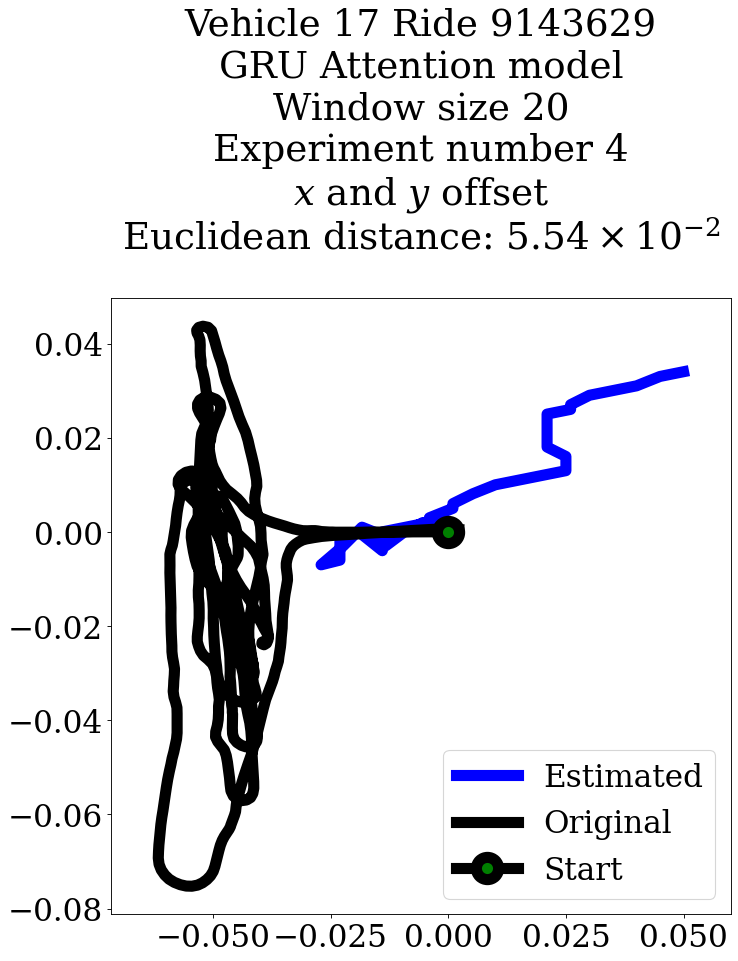 Vehicle 17 Ride 9143629
GRU Attention model
Window size 20
Experiment number 4
x and y offset
Euclidean distance: 5.54 × 10⁻²
0.04
0.02
0.00
−0.02
−0.04
−0.06
−0.08
Estimated
Original
Start
−0.050 −0.025 0.000 0.025 0.050